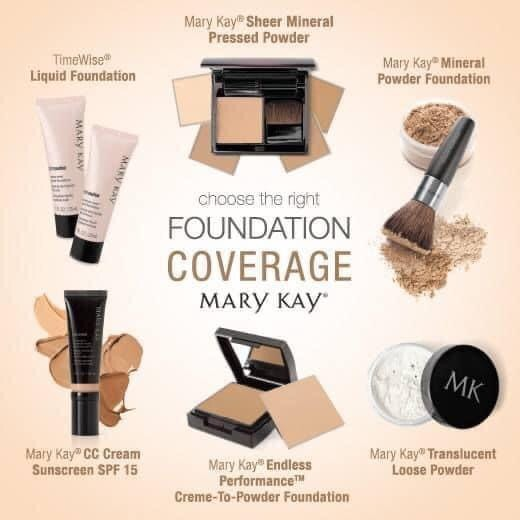 Mary Kay® Sheer Mineral
Pressed Powder
TimeWise®
Liquid Foundation
Mary Kay® Mineral
Powder Foundation
MARY KAY
MARY KAY
choose the right
FOUNDATION
COVERAGE
MARY KAY®
MK
Mary Kay® CC Cream
Sunscreen SPF 15
Mary Kay® Endless
Performance™
Creme-To-Powder Foundation
Mary Kay® Translucent
Loose Powder